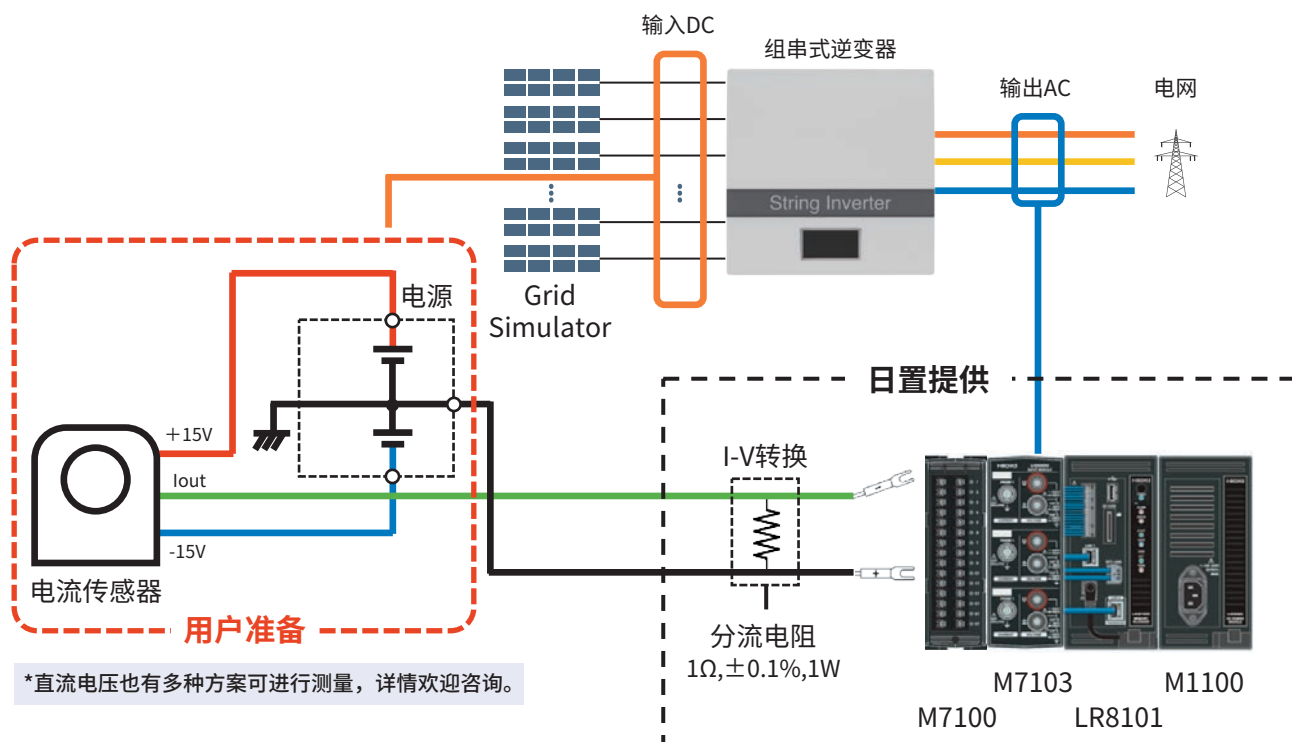 输入DC
组串式逆变器
输出AC
电网
String Inverter
Grid
Simulator
电源
+15V
Iout
-15V
电流传感器
用户准备
*直流电压也有多种方案可进行测量，详情欢迎咨询。
日置提供
I-V转换
分流电阻
1Ω,±0.1%,1W
HIOKI
M7103
M1100
M7100
LR8101